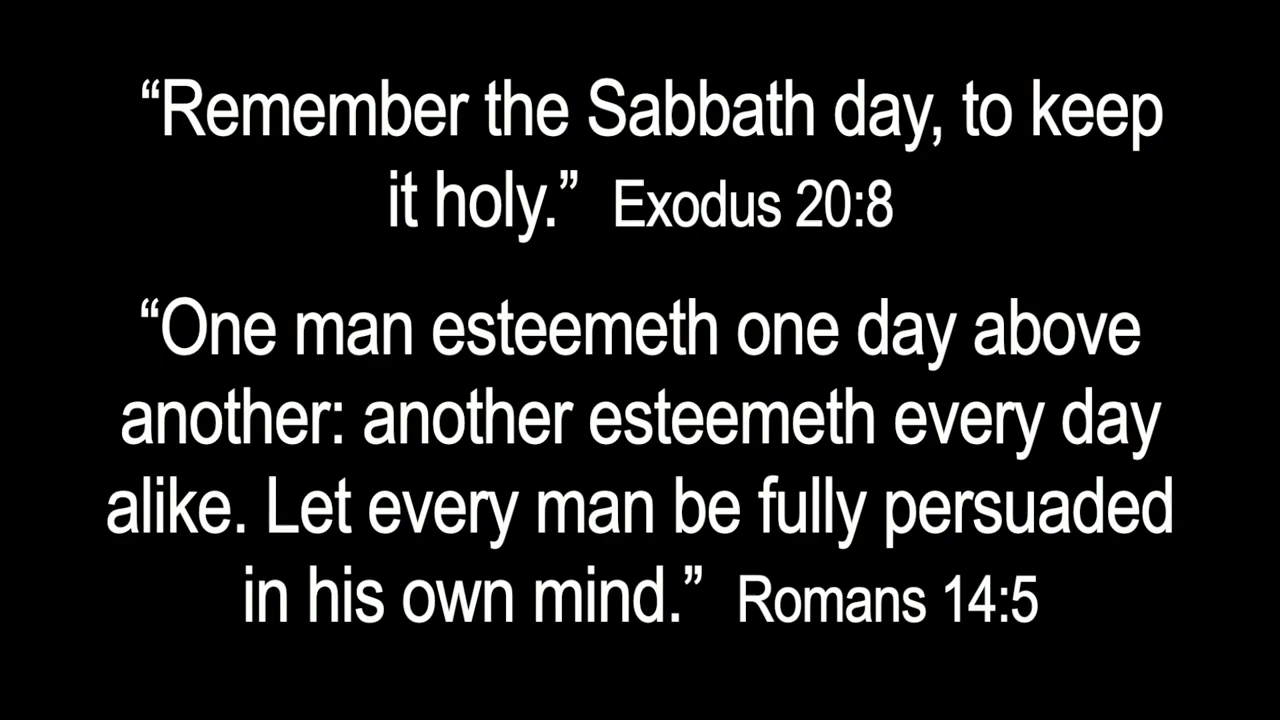 “Remember the Sabbath day, to keep
it holy.” Exodus 20:8
“One man esteemeth one day above
another: another esteemeth every day
alike. Let every man be fully persuaded
in his own mind.” Romans 14:5